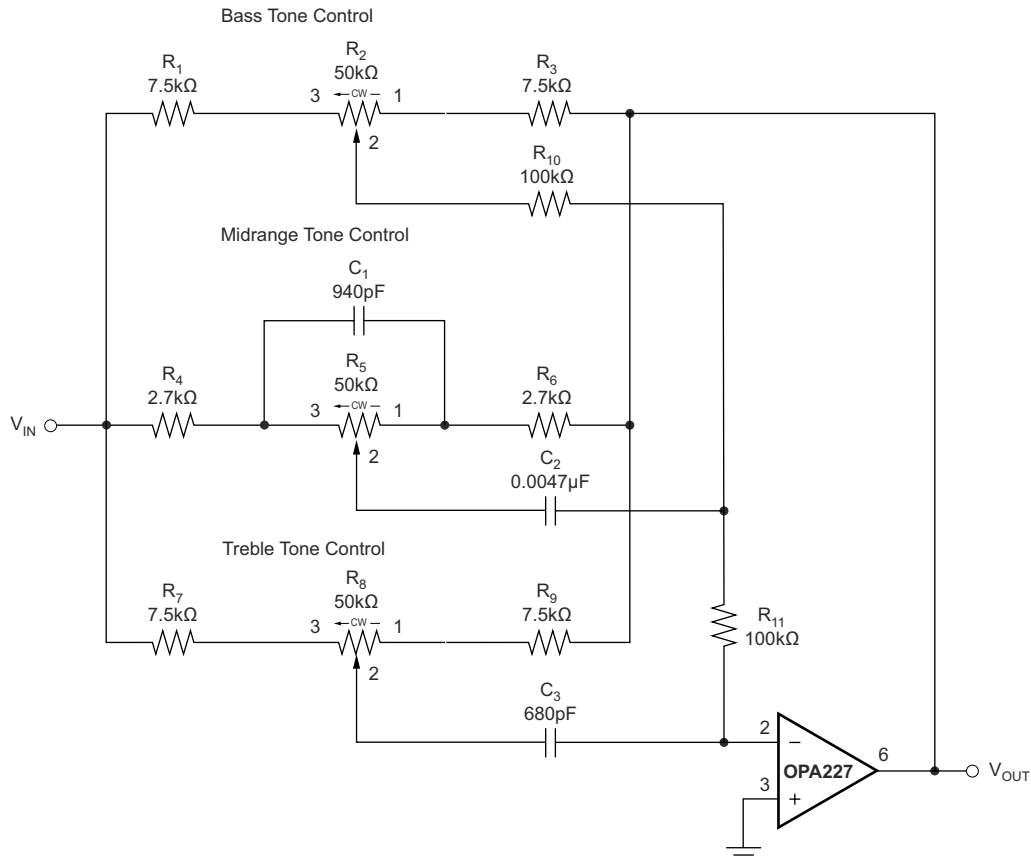 Bass Tone Control
R1
7.5kΩ
R2
50kΩ
R3
7.5kΩ
3
CW
1
2
R10
100kΩ
Midrange Tone Control
C1
940pF
R4
2.7kΩ
R5
50kΩ
R6
2.7kΩ
3
CW
1
2
VIN
C2
0.0047µF
Treble Tone Control
R7
7.5kΩ
R8
50kΩ
R9
7.5kΩ
3
CW
1
2
R11
100kΩ
C3
680pF
2
−
OPA227
6
3
+
VOUT